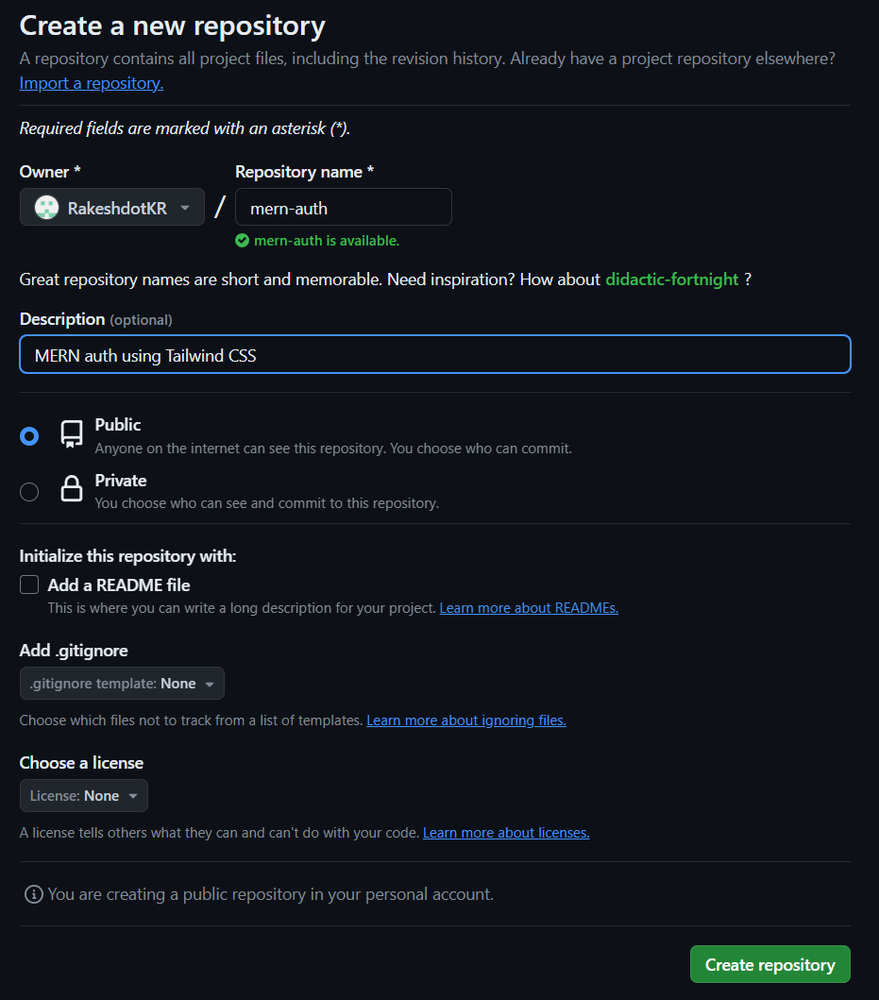 Create a new repository
A repository contains all project files, including the revision history. Already have a project repository elsewhere?
Import a repository.
Required fields are marked with an asterisk (*).
Owner *
Repository name *
RakeshdotKR
/
mern-auth
mern-auth is available.
Great repository names are short and memorable. Need inspiration? How about didactic-fortnight ?
Description (optional)
MERN auth using Tailwind CSS
Public
Anyone on the internet can see this repository. You choose who can commit.
Private
You choose who can see and commit to this repository.
Initialize this repository with:
Add a README file
This is where you can write a long description for your project. Learn more about READMEs.
Add .gitignore
.gitignore template: None
Choose which files not to track from a list of templates. Learn more about ignoring files.
Choose a license
License: None
A license tells others what they can and can't do with your code. Learn more about licenses.
You are creating a public repository in your personal account.
Create repository